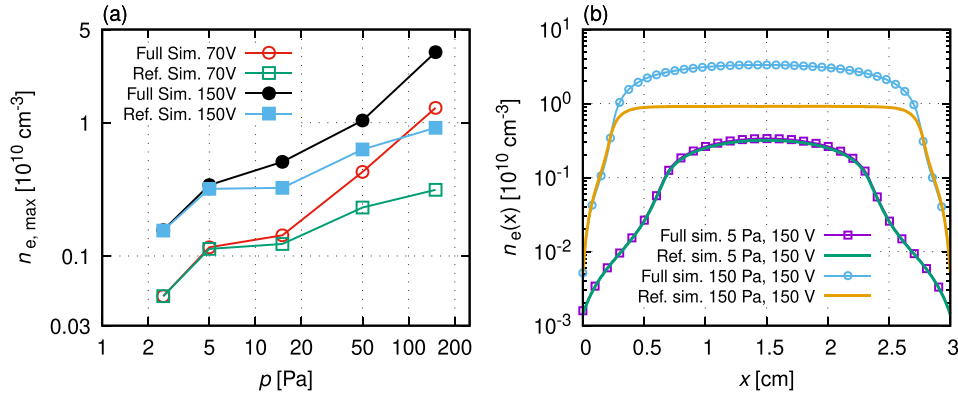 (a)
n e, max [10^10 cm^-3]
5
1
0.1
0.03
Full Sim. 70V
Ref. Sim. 70V
Full Sim. 150V
Ref. Sim. 150V
1 2 5 10 20 50 100 200
p [Pa]
(b)
n e(x) [10^10 cm^-3]
10^1
10^0
10^-1
10^-2
10^-3
Full sim. 5 Pa, 150 V
Ref. sim. 5 Pa, 150 V
Full sim. 150 Pa, 150 V
Ref. sim. 150 Pa, 150 V
0 0.5 1 1.5 2 2.5 3
x [cm]